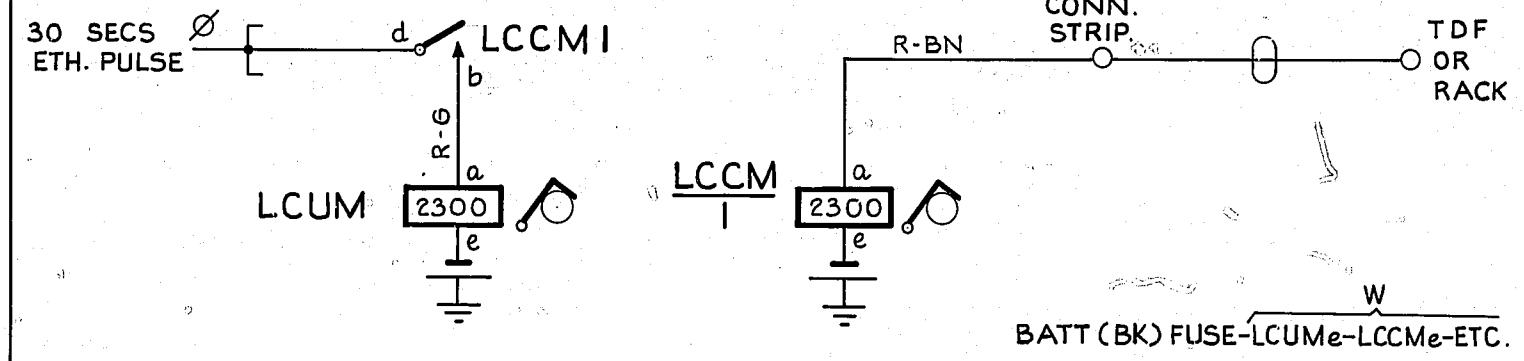 30 SECS Ø
ETH. PULSE
d
LCCM1
b
R-G
a
LCUM
2300
e
LCCM
1
R-BN
a
2300
e
CONN.
STRIP.
TDF
OR
RACK
W
BATT (BK) FUSE-LCUMe-LCCMe-ETC.